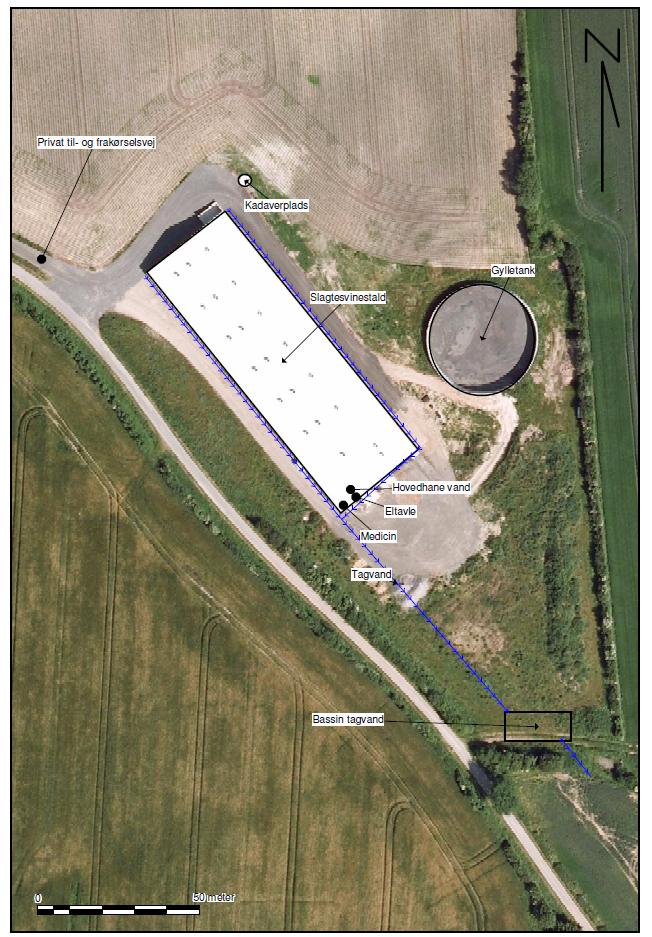 N
Privat til- og frakørselsvej
Kadaverplads
Gylletank
Slagtesvinestald
Hovedhane vand
Eltavle
Medicin
Tagvand
Bassin tagvand
0
50 meter